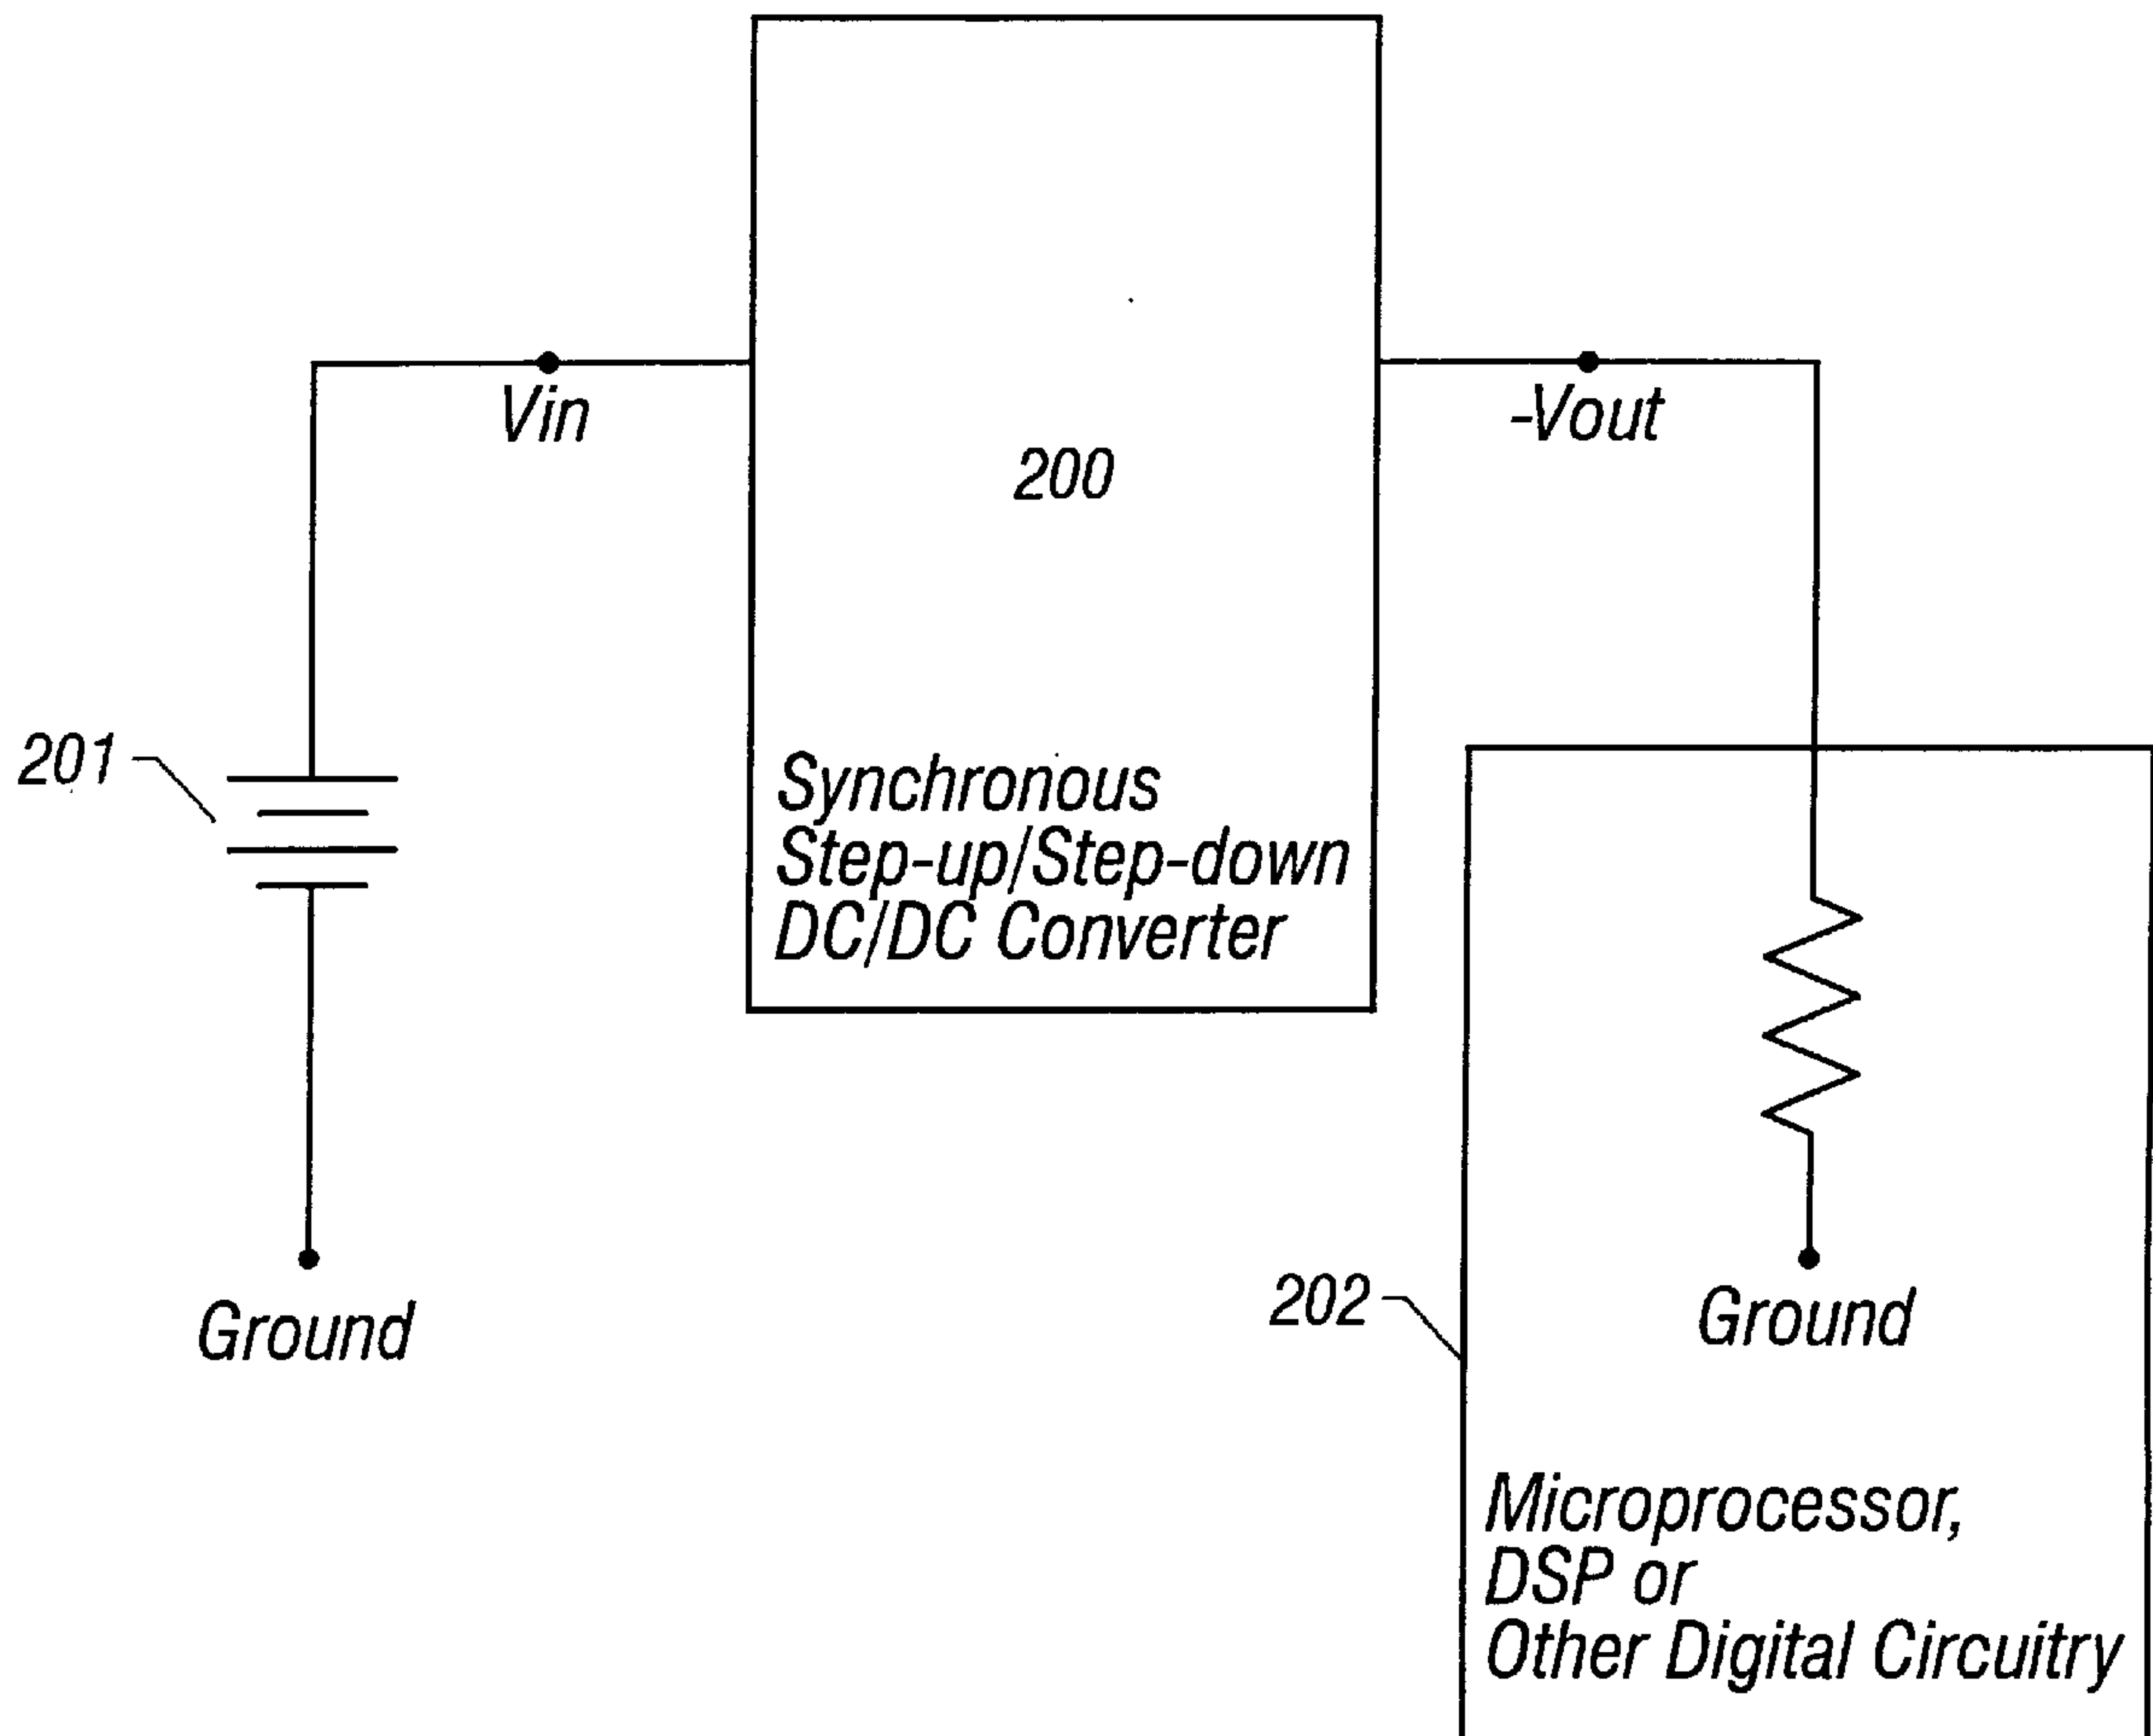 Vin
-Vout
200
201
Synchronous
Step-up/Step-down
DC/DC Converter
Ground
202
Ground
Microprocessor,
DSP or
Other Digital Circuitry